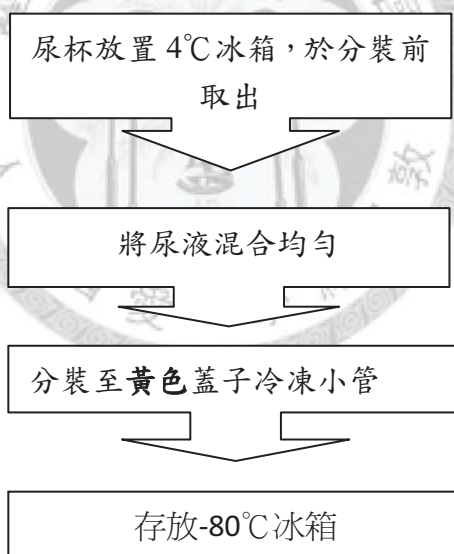 尿杯放置 4℃冰箱，於分裝前
取出
將尿液混合均勻
分裝至黃色蓋子冷凍小管
存放-80℃冰箱